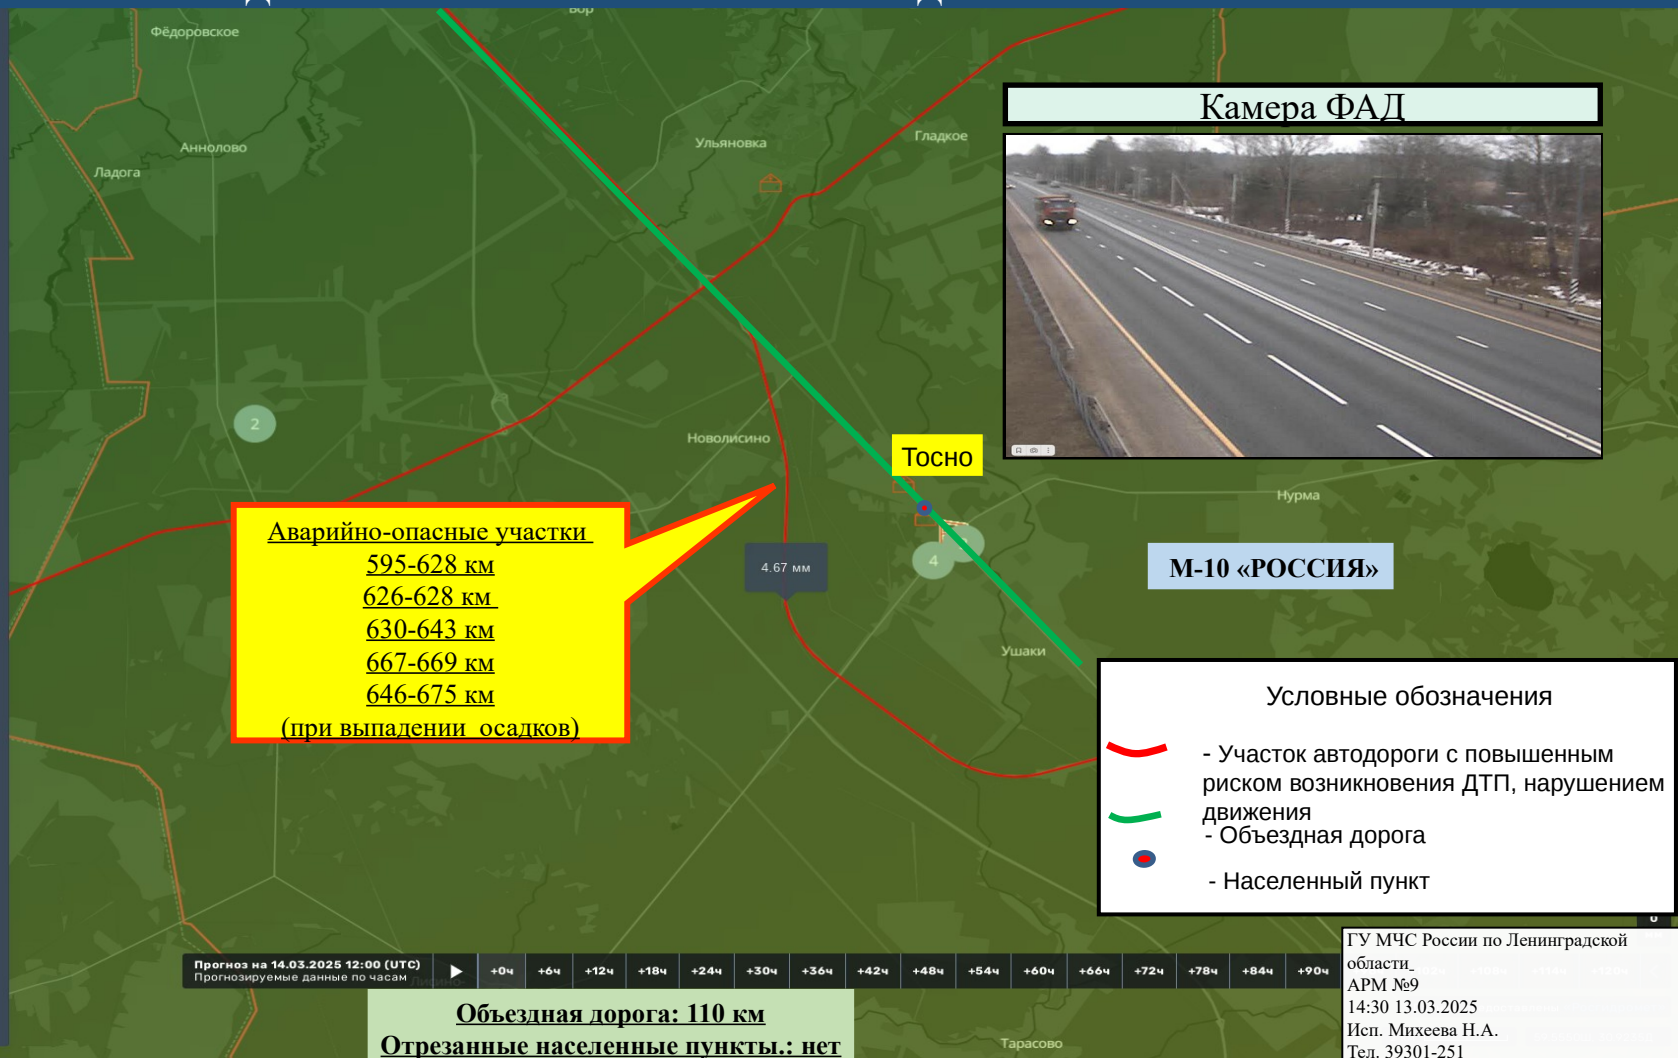 Бор
Фёдоровское
Камера ФАД
Ульяновка
Гладкое
Аннолово
Ладога
2
Новолисино
Тосно
Нурма
Аварийно-опасные участки
595-628 км
626-628 км
630-643 км
667-669 км
646-675 км
(при выпадении осадков)
4.67 мм
4
М-10 «РОССИЯ»
Ушаки
Условные обозначения
- Участок автодороги с повышенным
риском возникновения ДТП, нарушением
движения
- Объездная дорога
- Населенный пункт
Прогноз на 14.03.2025 12:00 (UTC)
Прогнозируемые данные по часам
+0ч +6ч +12ч +18ч +24ч +30ч +36ч +42ч +48ч +54ч +60ч +66ч +72ч +78ч +84ч +90ч
Объездная дорога: 110 км
Отрезанные населенные пункты.: нет
Тарасово
ГУ МЧС России по Ленинградской
области
АРМ №9
14:30 13.03.2025
Исп. Михеева Н.А.
Тел. 39301-251